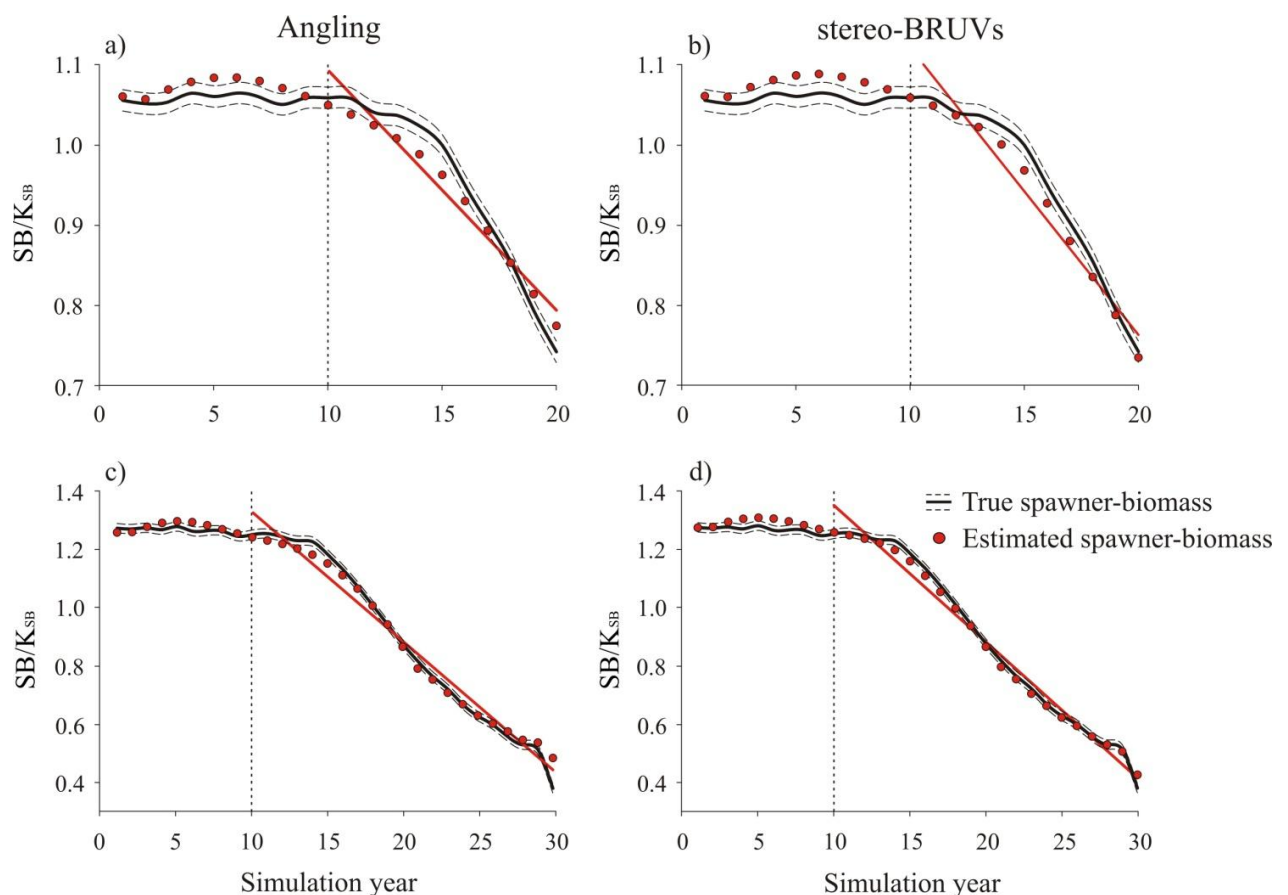 Angling
stereo-BRUVs
a)
b)
1.1
1.0
0.9
0.8
0.7
SB/KSB
0 5 10 15 20
1.1
1.0
0.9
0.8
0.7
SB/KSB
0 5 10 15 20
c)
d)
1.4
1.2
1.0
0.8
0.6
0.4
SB/KSB
0 5 10 15 20 25 30
Simulation year
1.4
1.2
1.0
0.8
0.6
0.4
SB/KSB
0 5 10 15 20 25 30
Simulation year
True spawner-biomass
Estimated spawner-biomass